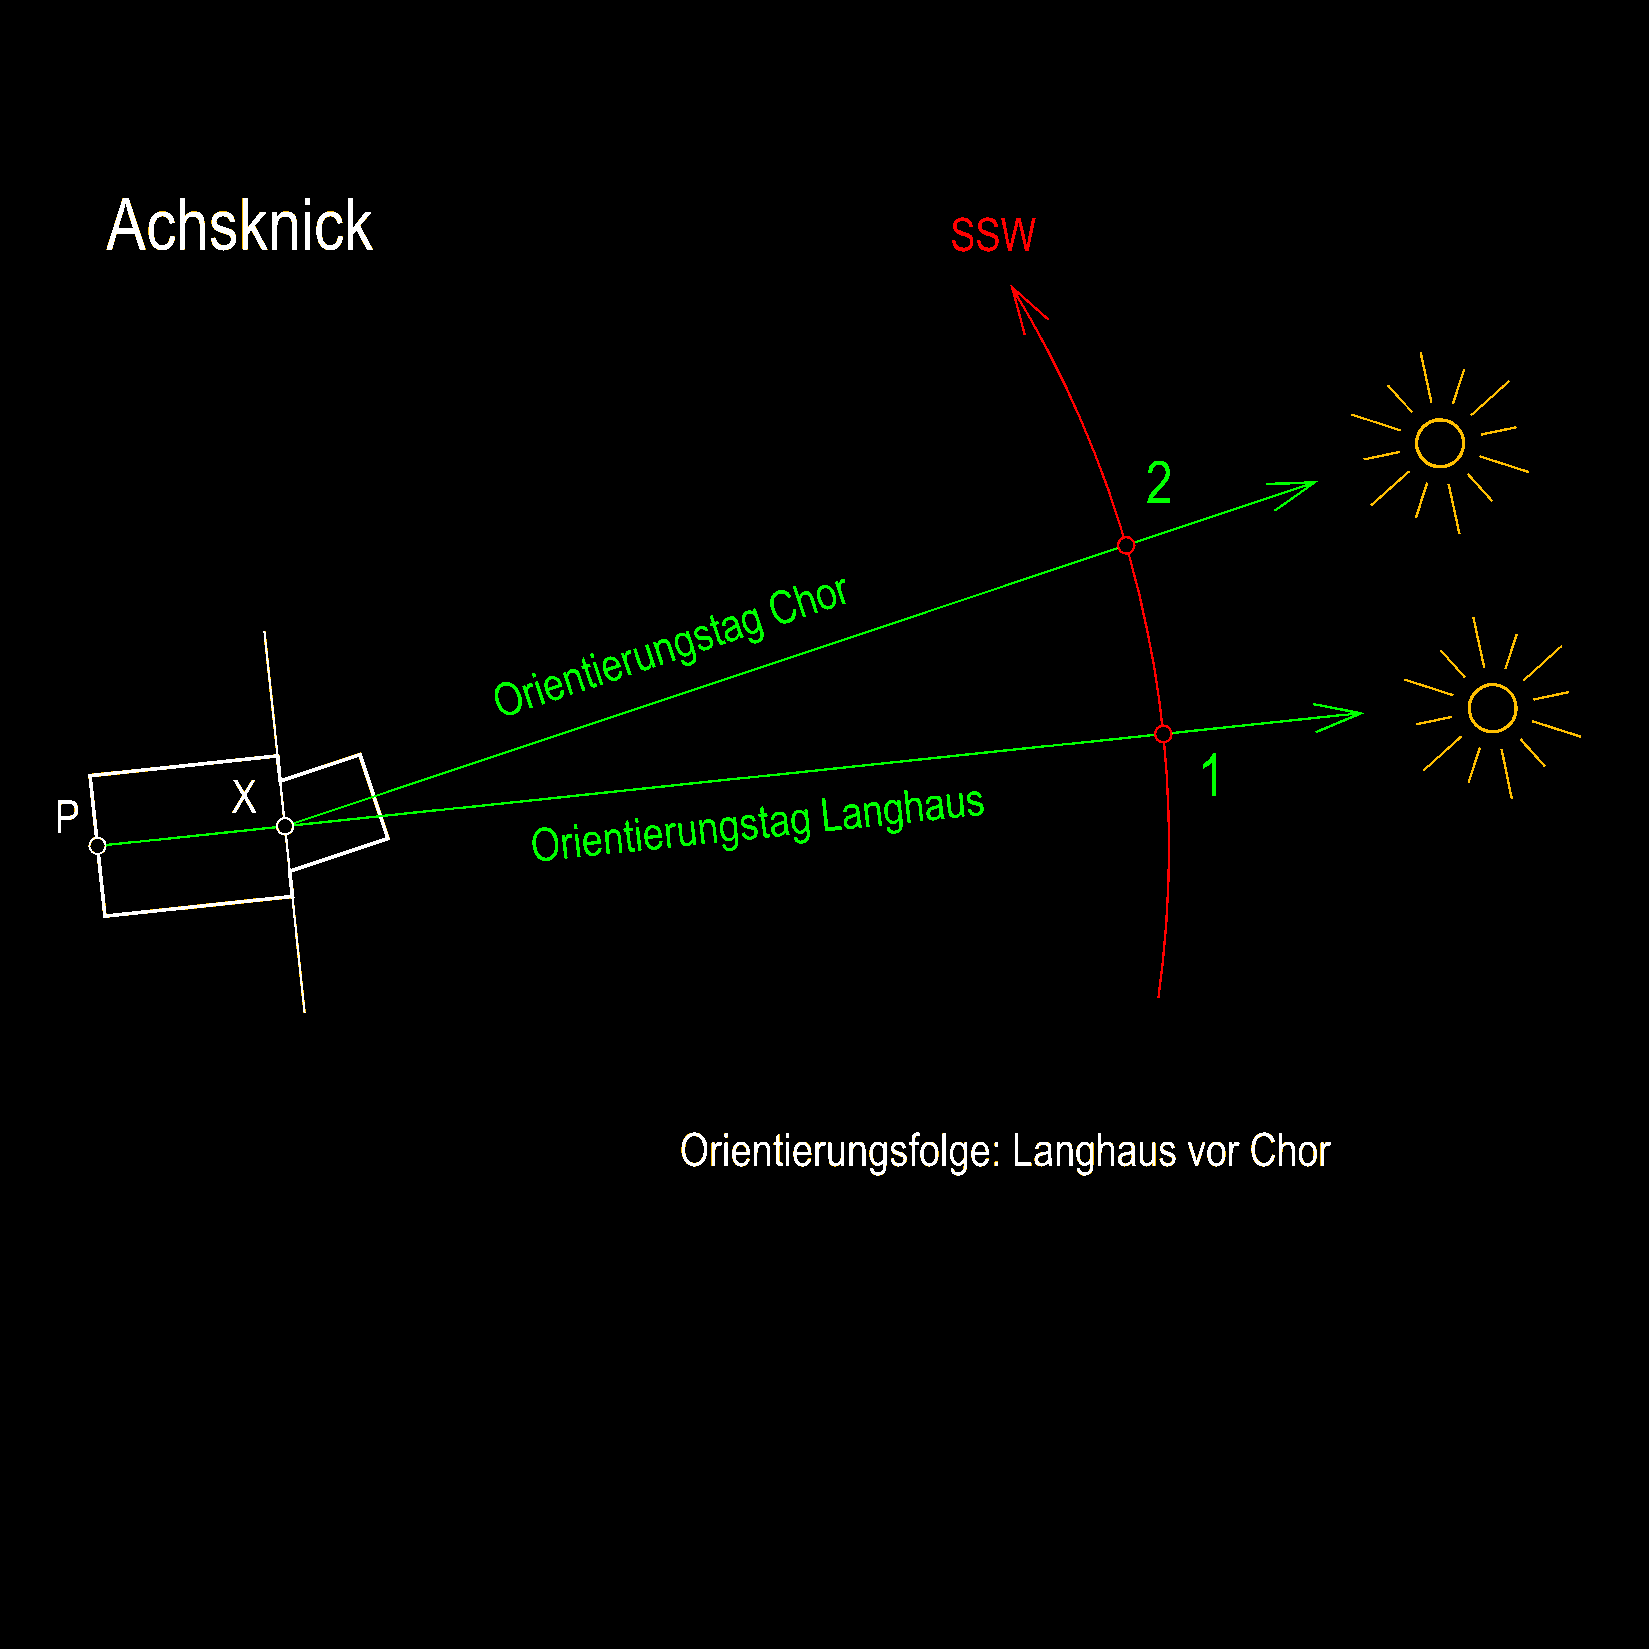 Achsknick
SSW
2
Orientierungstag Chor
1
P
X
Orientierungstag Langhaus
Orientierungsfolge: Langhaus vor Chor